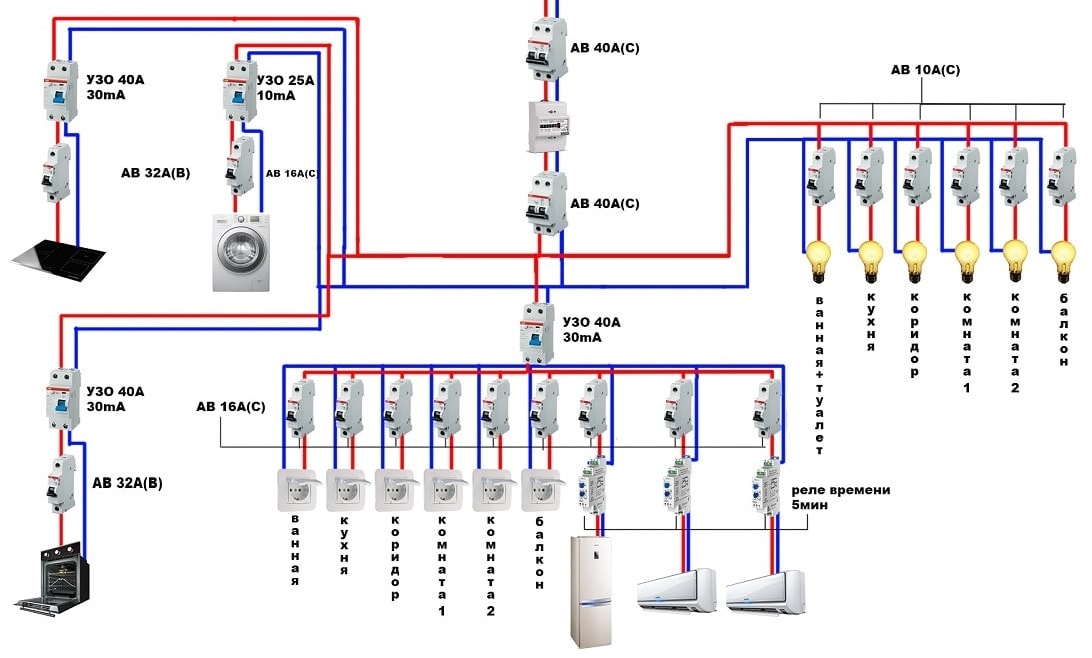 АВ 40А(С)
УЗО 40А
30mA
УЗО 25А
10mA
АВ 10А(С)
АВ 32А(В)
АВ 16А(С)
АВ 40А(С)
ванная+туалет
кухня
коридор
комната 1
комната 2
балкон
УЗО 40А
30mA
УЗО 40А
30mA
АВ 16А(С)
АВ 32А(В)
реле времени
5мин
ванная
кухня
коридор
комната 1
комната 2
балкон